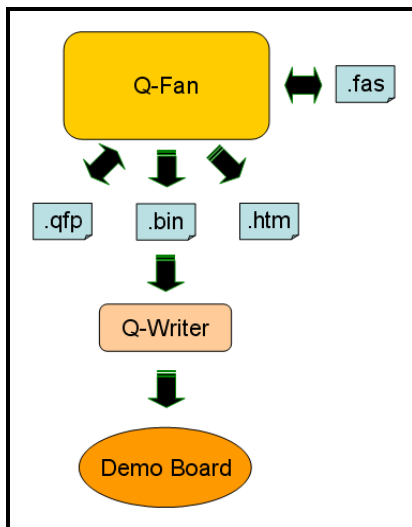 Q-Fan
.fas
.qfp
.bin
.htm
Q-Writer
Demo Board